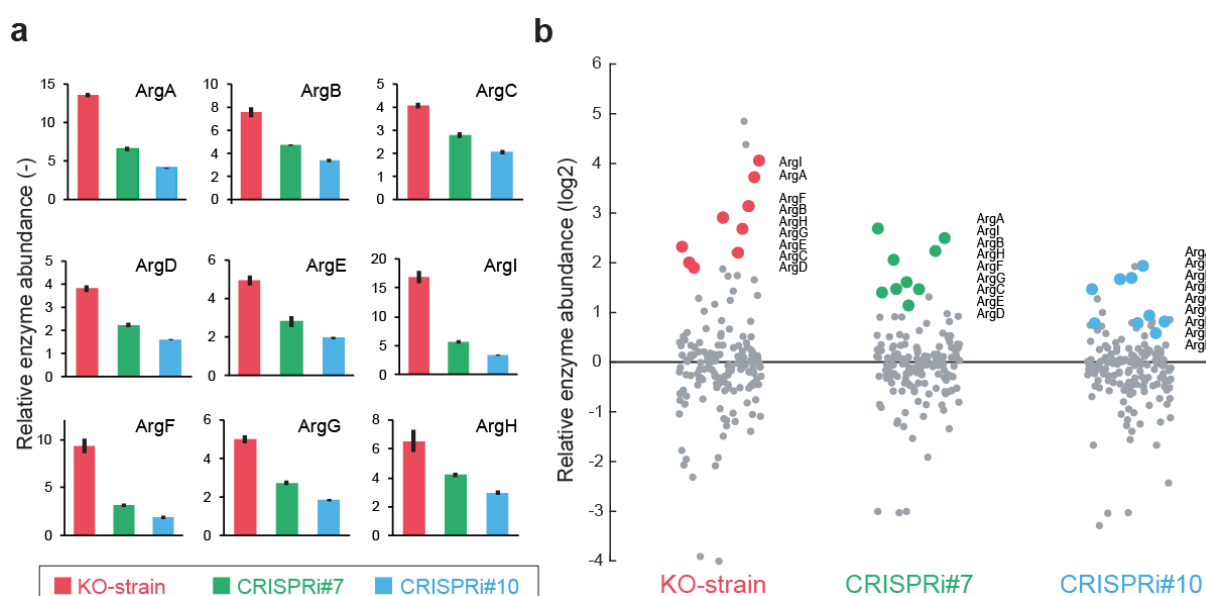 a
b
Relative enzyme abundance (-)
ArgA
15
10
5
0
ArgB
10
8
6
4
2
0
ArgC
5
4
3
2
1
0
ArgD
5
4
3
2
1
0
ArgE
6
4
2
0
ArgI
20
15
10
5
0
ArgF
10
5
0
ArgG
6
4
2
0
ArgH
8
6
4
2
0
KO-strain CRISPRi#7 CRISPRi#10
Relative enzyme abundance (log2)
6
5
4
3
2
1
0
-1
-2
-3
-4
ArgI
ArgA
ArgF
ArgB
ArgH
ArgG
ArgE
ArgC
ArgD
ArgA
ArgI
ArgB
ArgH
ArgF
ArgG
ArgC
ArgE
ArgD
KO-strain CRISPRi#7 CRISPRi#10